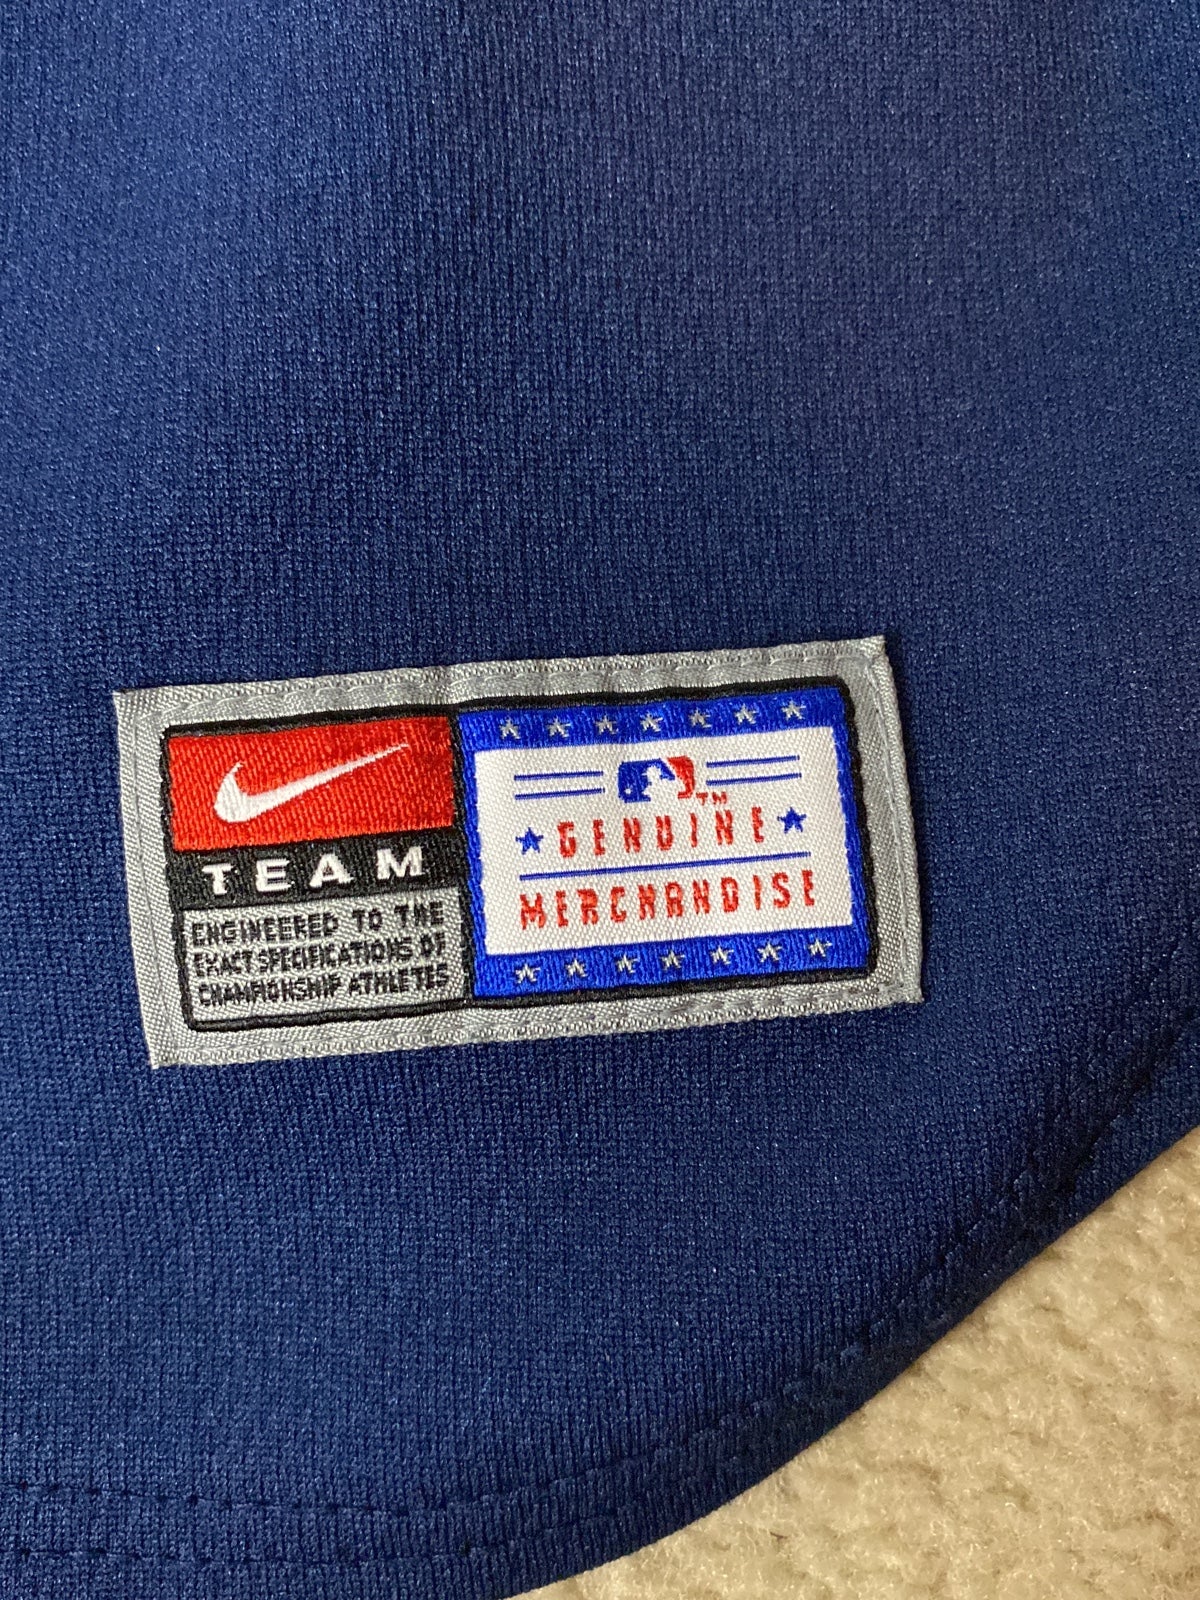 TEAM
ENGINEERED TO THE
EXACT SPECIFICATIONS OF
CHAMPIONSHIP ATHLETES
TM
GENUINE
MERCHANDISE